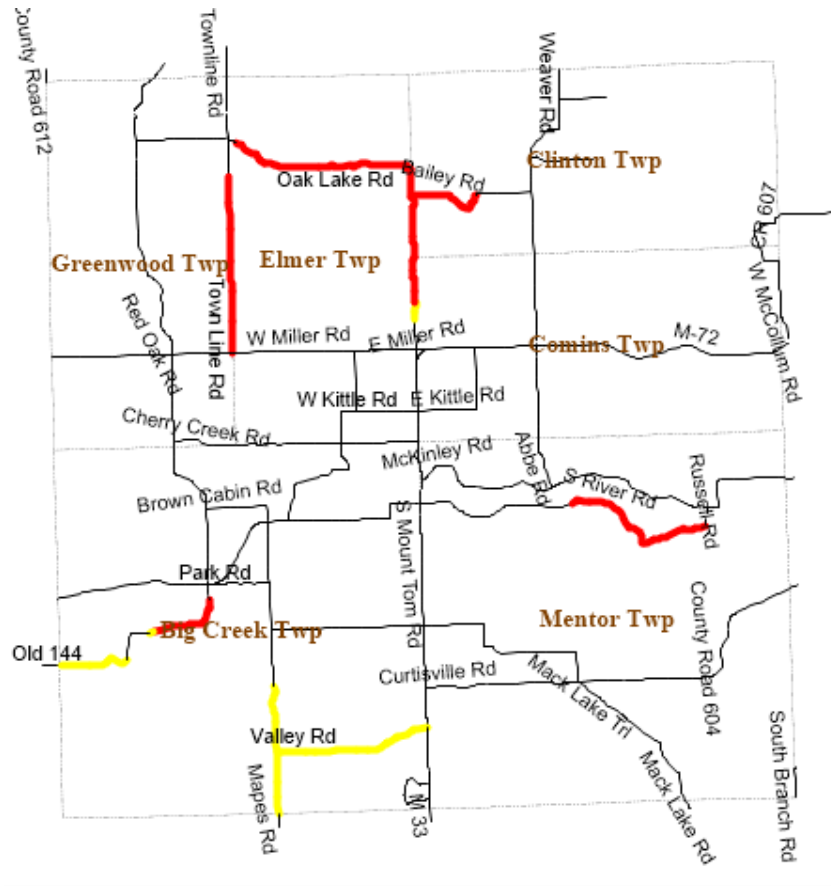 County Road 612
Townline Rd
Weaver Rd
Clinton Twp
Bailey Rd
Oak Lake Rd
CR 607
Greenwood Twp
Elmer Twp
Town Line Rd
W McCollum Rd
Red Oak Rd
W Miller Rd
E Miller Rd
Comins Twp
M-72
W Kittle Rd
E Kittle Rd
Cherry Creek Rd
McKinley Rd
Abbe Rd
Russell Rd
Brown Cabin Rd
S River Rd
S Mount Tom Rd
Park Rd
Big Creek Twp
Mentor Twp
County Road 604
Old 144
Curtisville Rd
Mack Lake Trl
Valley Rd
South Branch Rd
Mapes Rd
M 33
Mack Lake Rd